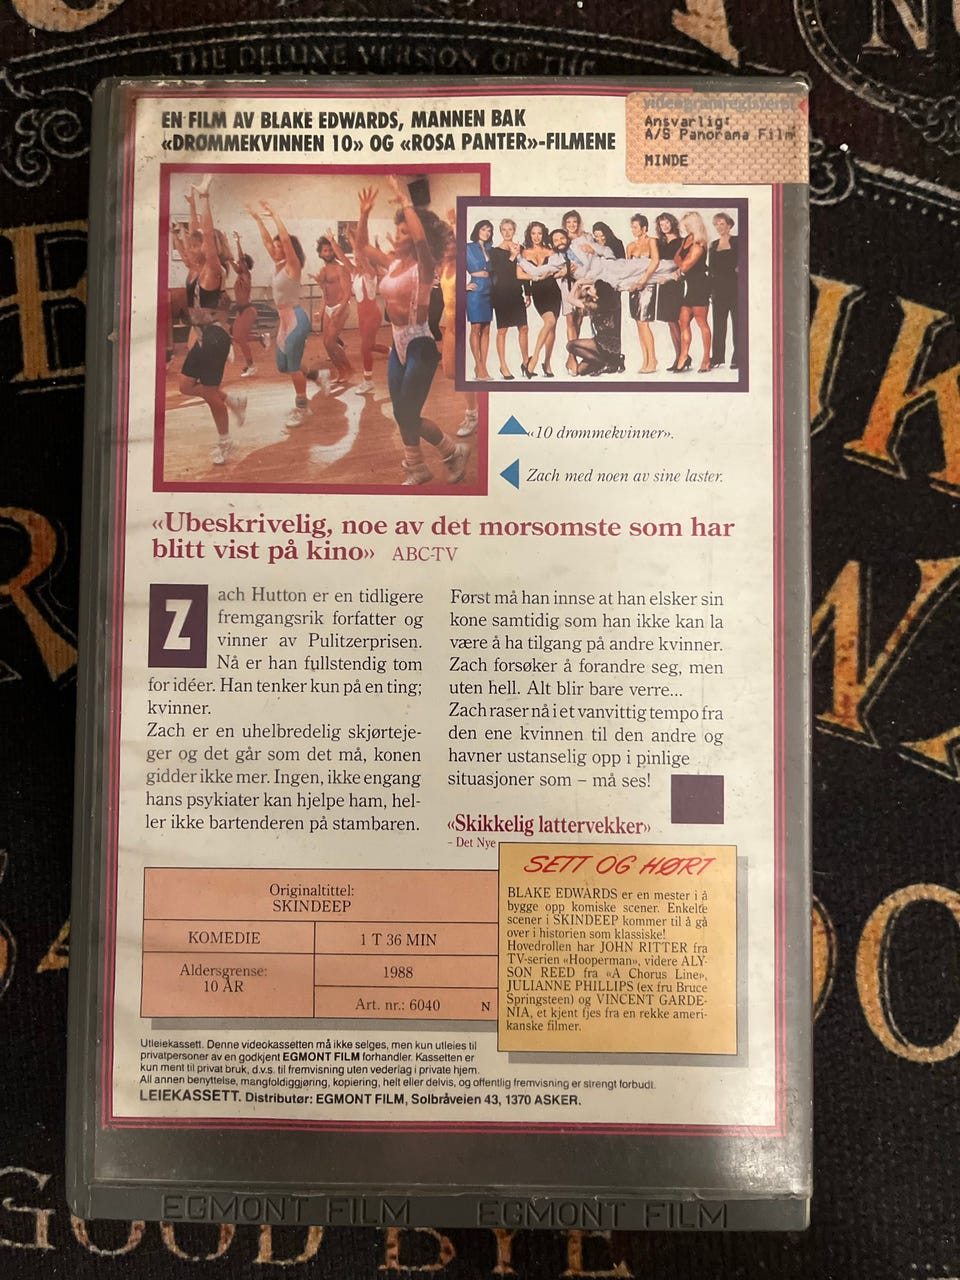 THE DELUXE VERSION OF THE
videogramregisteret
Ansvarlig:
A/S Panorama Film
MINDE
EN FILM AV BLAKE EDWARDS, MANNEN BAK
«DRØMMEKVINNEN 10» OG «ROSA PANTER»-FILMENE
«10 drømmekvinner».
Zach med noen av sine laster.
«Ubeskrivelig, noe av det morsomste som har
blitt vist på kino» ABC-TV
Zach Hutton er en tidligere
fremgangsrik forfatter og
vinner av Pulitzerprisen.
Nå er han fullstendig tom
for idéer. Han tenker kun på en ting;
kvinner.
Zach er en uhelbredelig skjørteje-
ger og det går som det må, konen
gidder ikke mer. Ingen, ikke engang
hans psykiater kan hjelpe ham, hel-
ler ikke bartenderen på stambaren.
Først må han innse at han elsker sin
kone samtidig som han ikke kan la
være å ha tilgang på andre kvinner.
Zach forsøker å forandre seg, men
uten hell. Alt blir bare verre...
Zach raser nå i et vanvittig tempo fra
den ene kvinnen til den andre og
havner ustanselig opp i pinlige
situasjoner som – må ses!
«Skikkelig lattervekker»
– Det Nye
Originaltittel:
SKINDEEP
KOMEDIE
1 T 36 MIN
Aldersgrense:
10 ÅR
1988
Art. nr.: 6040 N
SETT OG HØRT
BLAKE EDWARDS er en mester i å
bygge opp komiske scener. Enkelte
scener i SKINDEEP kommer til å gå
over i historien som klassiske!
Hovedrollen har JOHN RITTER fra
TV-serien «Hooperman», videre ALY-
SON REED fra «A Chorus Line»,
JULIANNE PHILLIPS (ex fru Bruce
Springsteen) og VINCENT GARDE-
NIA, et kjent fjes fra en rekke ameri-
kanske filmer.
Utleiekassett. Denne videokassetten må ikke selges, men kun utleies til
privatpersoner av en godkjent EGMONT FILM forhandler. Kassetten er
kun ment til privat bruk, d.v.s. til fremvisning uten vederlag i private hjem.
All annen benyttelse, mangfoldiggjøring, kopiering, helt eller delvis, og offentlig fremvisning er strengt forbudt.
LEIEKASSETT. Distributør: EGMONT FILM, Solbråveien 43, 1370 ASKER.
EGMONT FILM EGMONT FILM
GOOD BYE